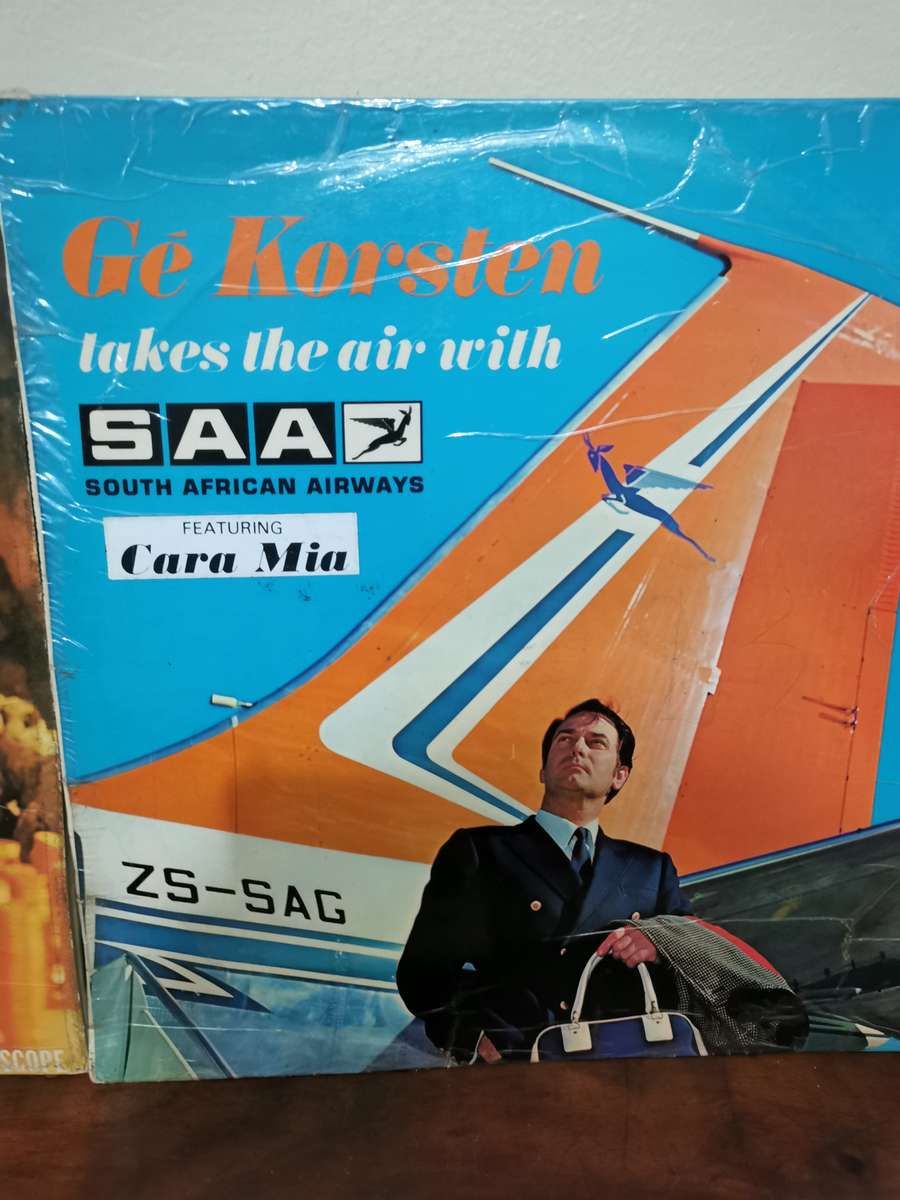 Gé Korsten
takes the air with
SAA
SOUTH AFRICAN AIRWAYS
FEATURING
Cara Mia
ZS-SAG
SCOPE